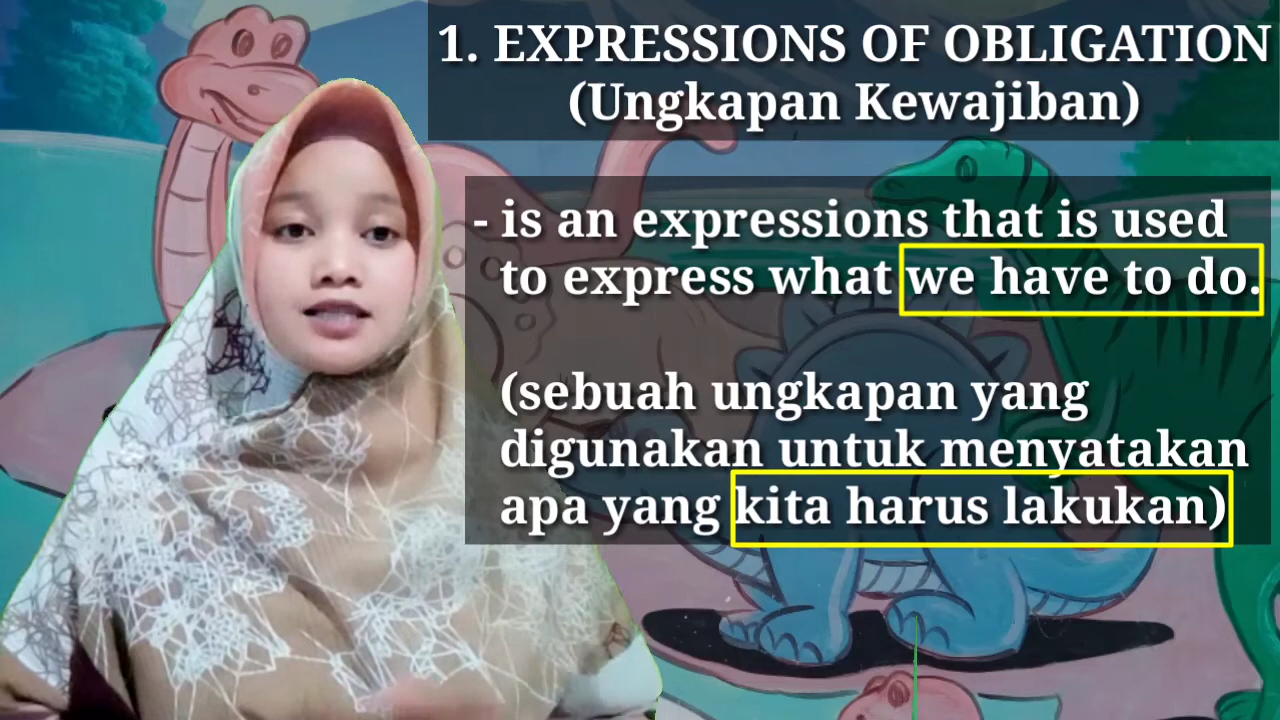 1. EXPRESSIONS OF OBLIGATION
(Ungkapan Kewajiban)
- is an expressions that is used
to express what we have to do.
(sebuah ungkapan yang
digunakan untuk menyatakan
apa yang kita harus lakukan)